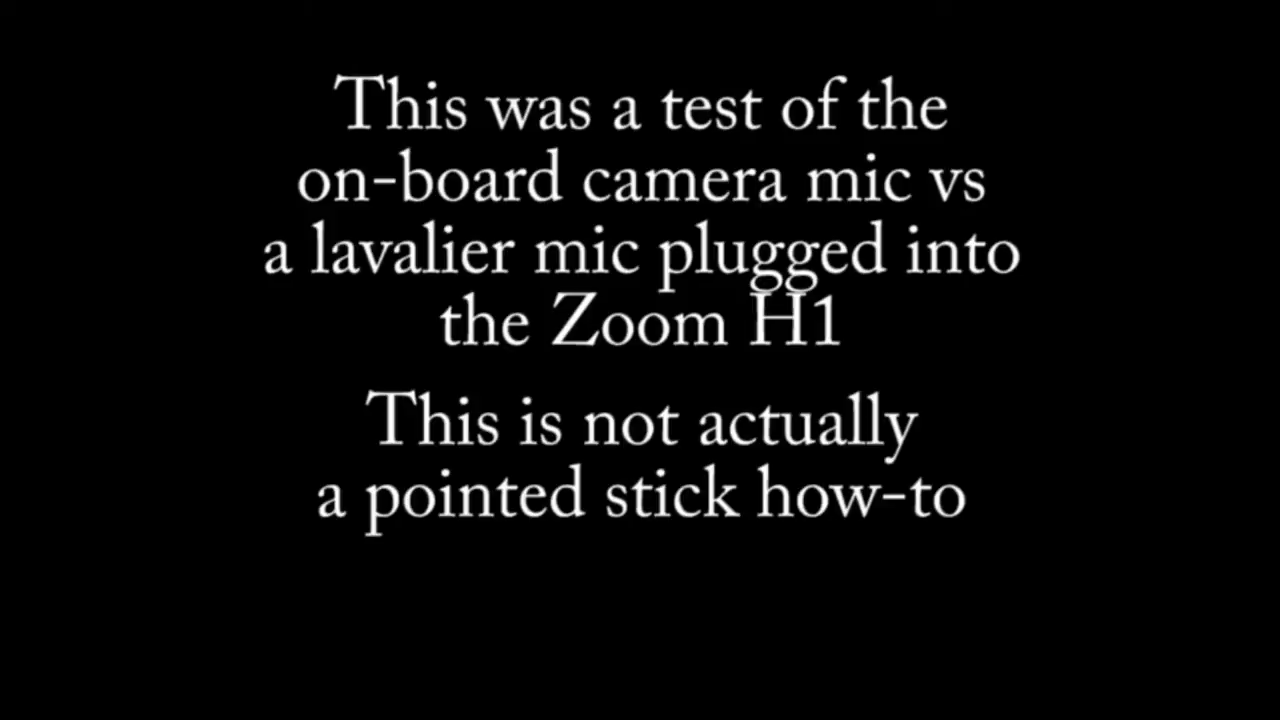 This was a test of the
on-board camera mic vs
a lavalier mic plugged into
the Zoom H1
This is not actually
a pointed stick how-to